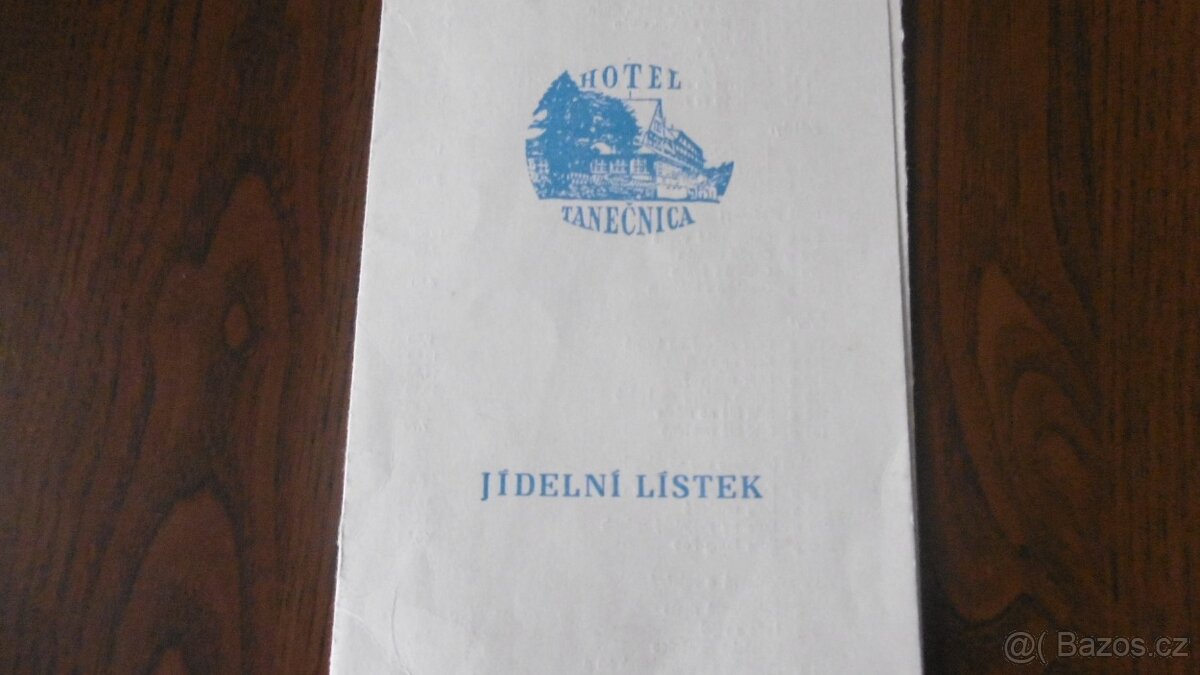 HOTEL
TANEČNICA
JÍDELNÍ LÍSTEK
@( Bazos.cz